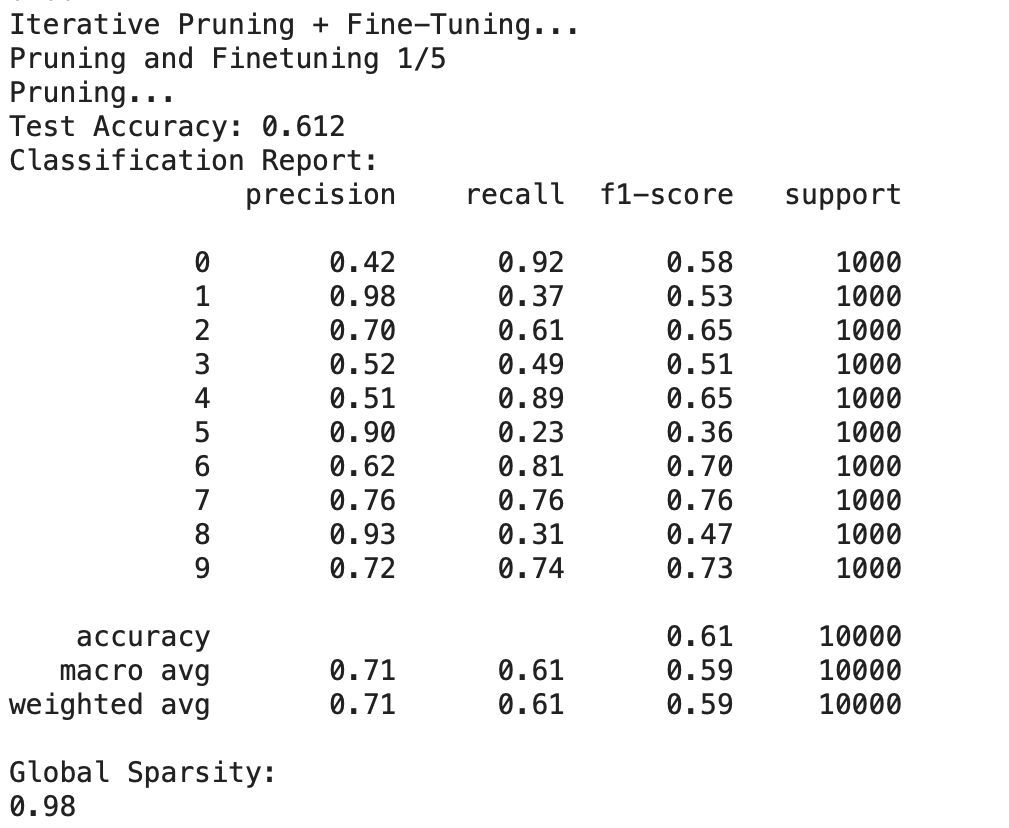 Iterative Pruning + Fine-Tuning...
Pruning and Finetuning 1/5
Pruning...
Test Accuracy: 0.612
Classification Report:
precision recall f1-score support
0 0.42 0.92 0.58 1000
1 0.98 0.37 0.53 1000
2 0.70 0.61 0.65 1000
3 0.52 0.49 0.51 1000
4 0.51 0.89 0.65 1000
5 0.90 0.23 0.36 1000
6 0.62 0.81 0.70 1000
7 0.76 0.76 0.76 1000
8 0.93 0.31 0.47 1000
9 0.72 0.74 0.73 1000
accuracy 0.61 10000
macro avg 0.71 0.61 0.59 10000
weighted avg 0.71 0.61 0.59 10000
Global Sparsity:
0.98